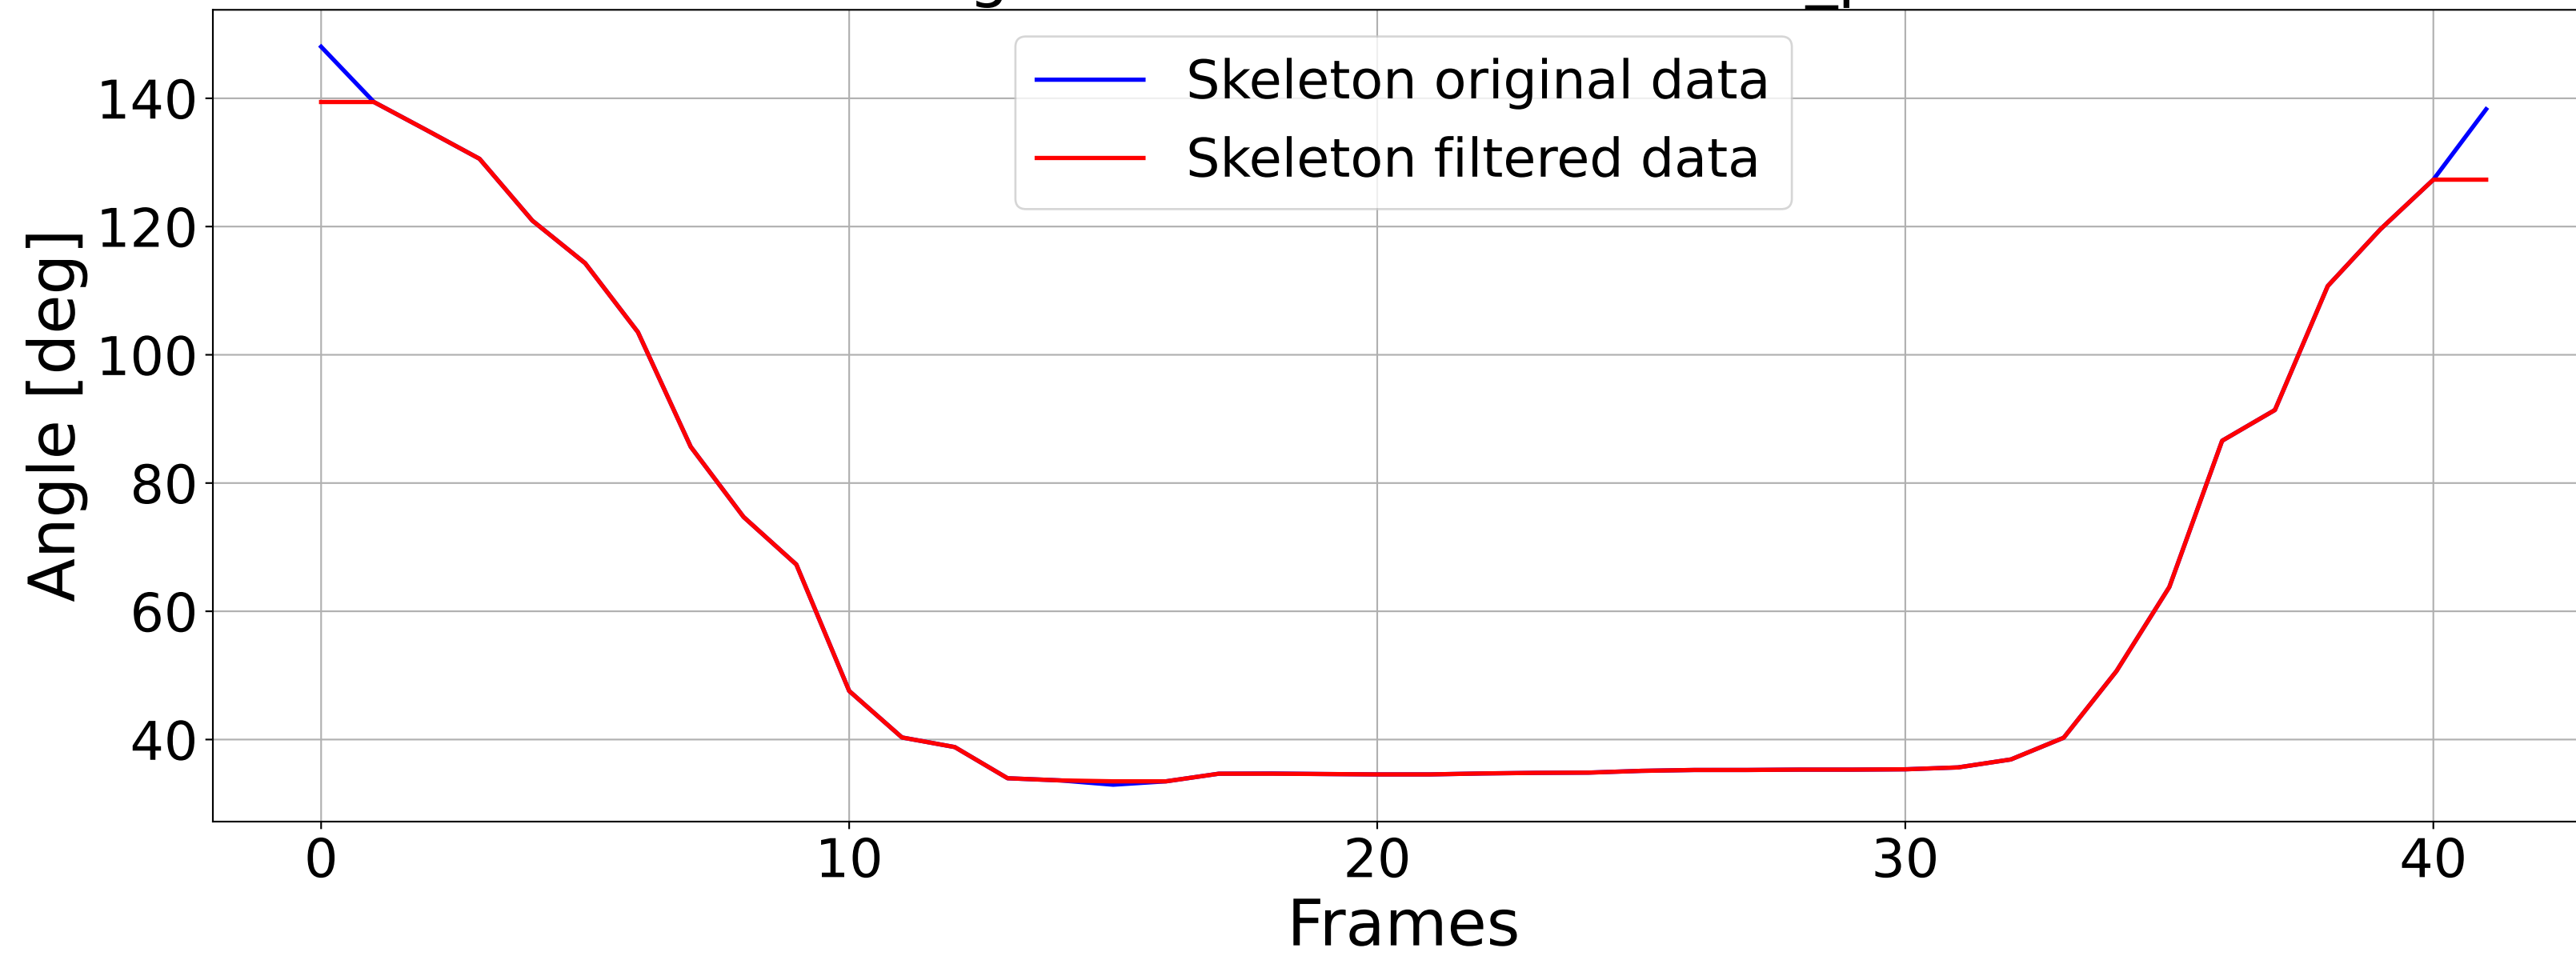 Skeleton original data
Skeleton filtered data
Angle [deg]
140
120
100
80
60
40
0 10 20 30 40
Frames